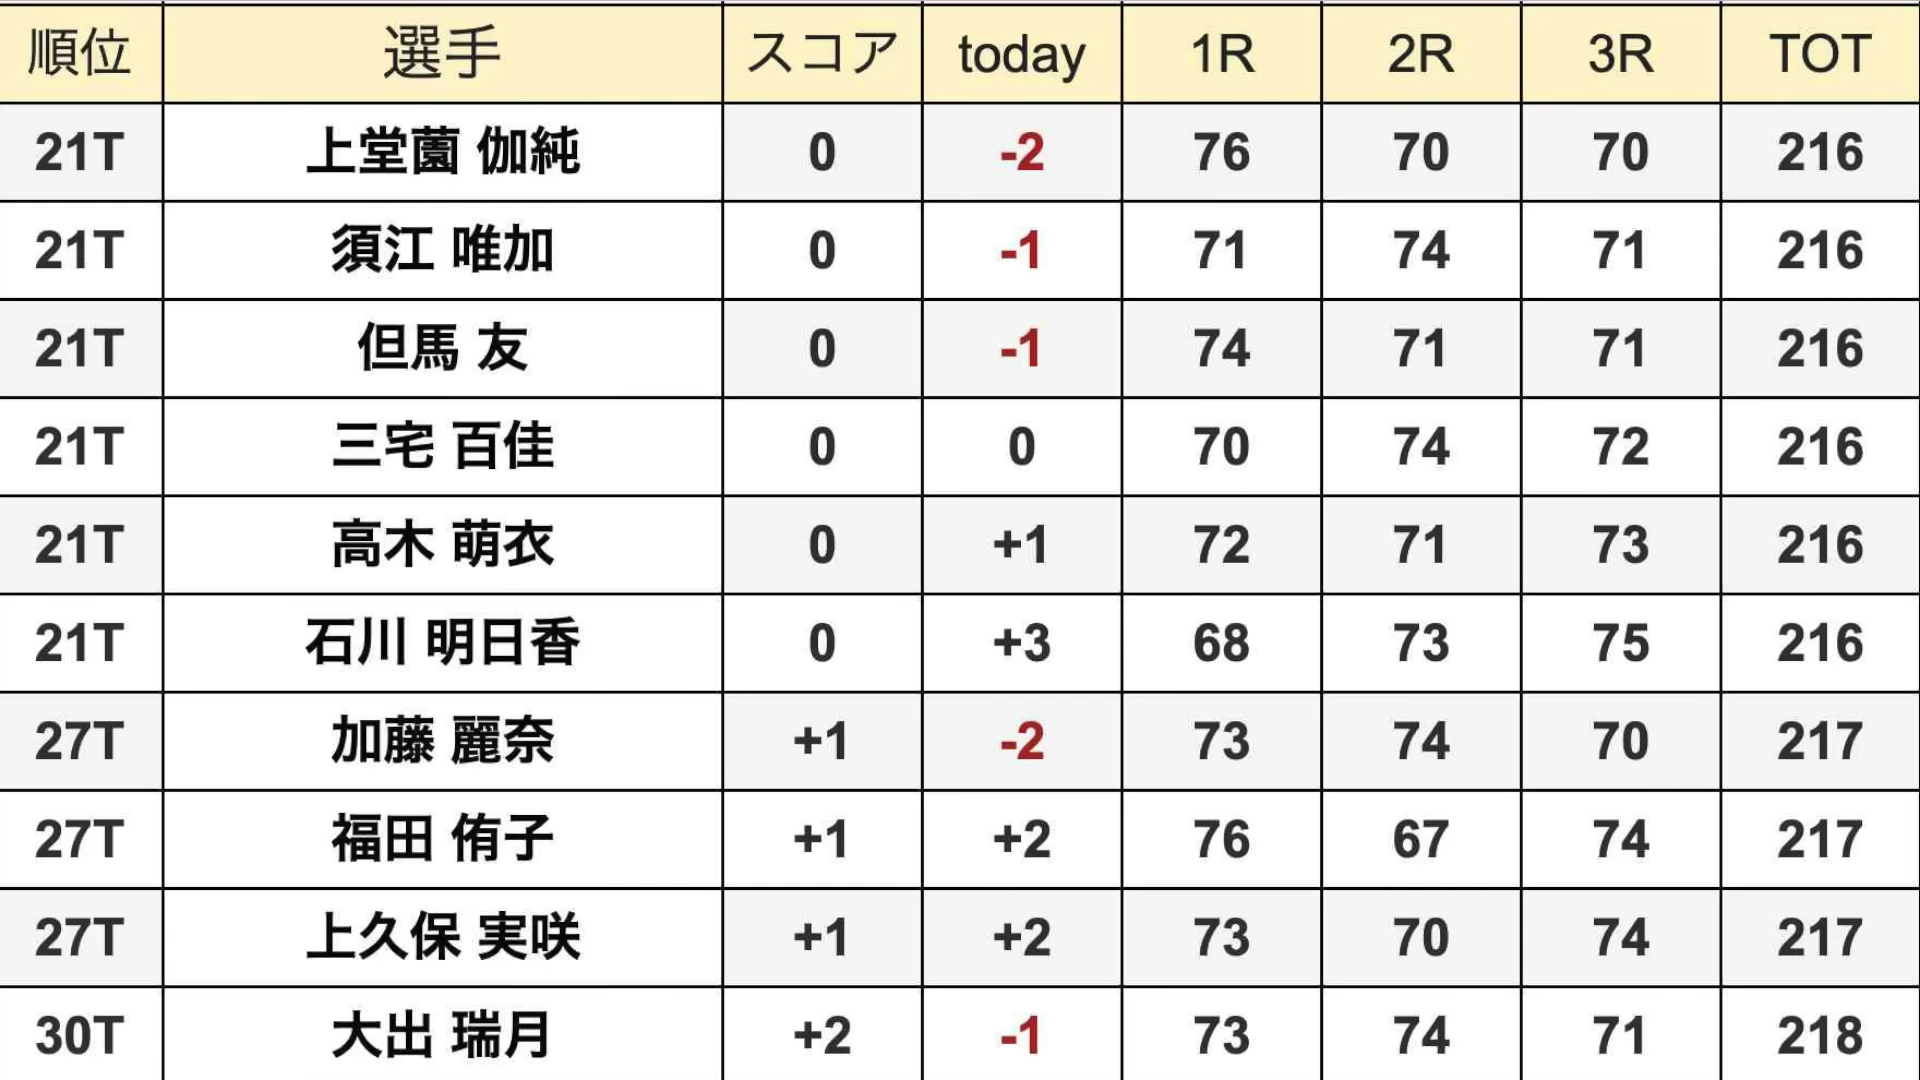 順位 選手 スコア today 1R 2R 3R TOT
21T 上堂薗 伽純 0 -2 76 70 70 216
21T 須江 唯加 0 -1 71 74 71 216
21T 但馬 友 0 -1 74 71 71 216
21T 三宅 百佳 0 0 70 74 72 216
21T 高木 萌衣 0 +1 72 71 73 216
21T 石川 明日香 0 +3 68 73 75 216
27T 加藤 麗奈 +1 -2 73 74 70 217
27T 福田 侑子 +1 +2 76 67 74 217
27T 上久保 実咲 +1 +2 73 70 74 217
30T 大出 瑞月 +2 -1 73 74 71 218